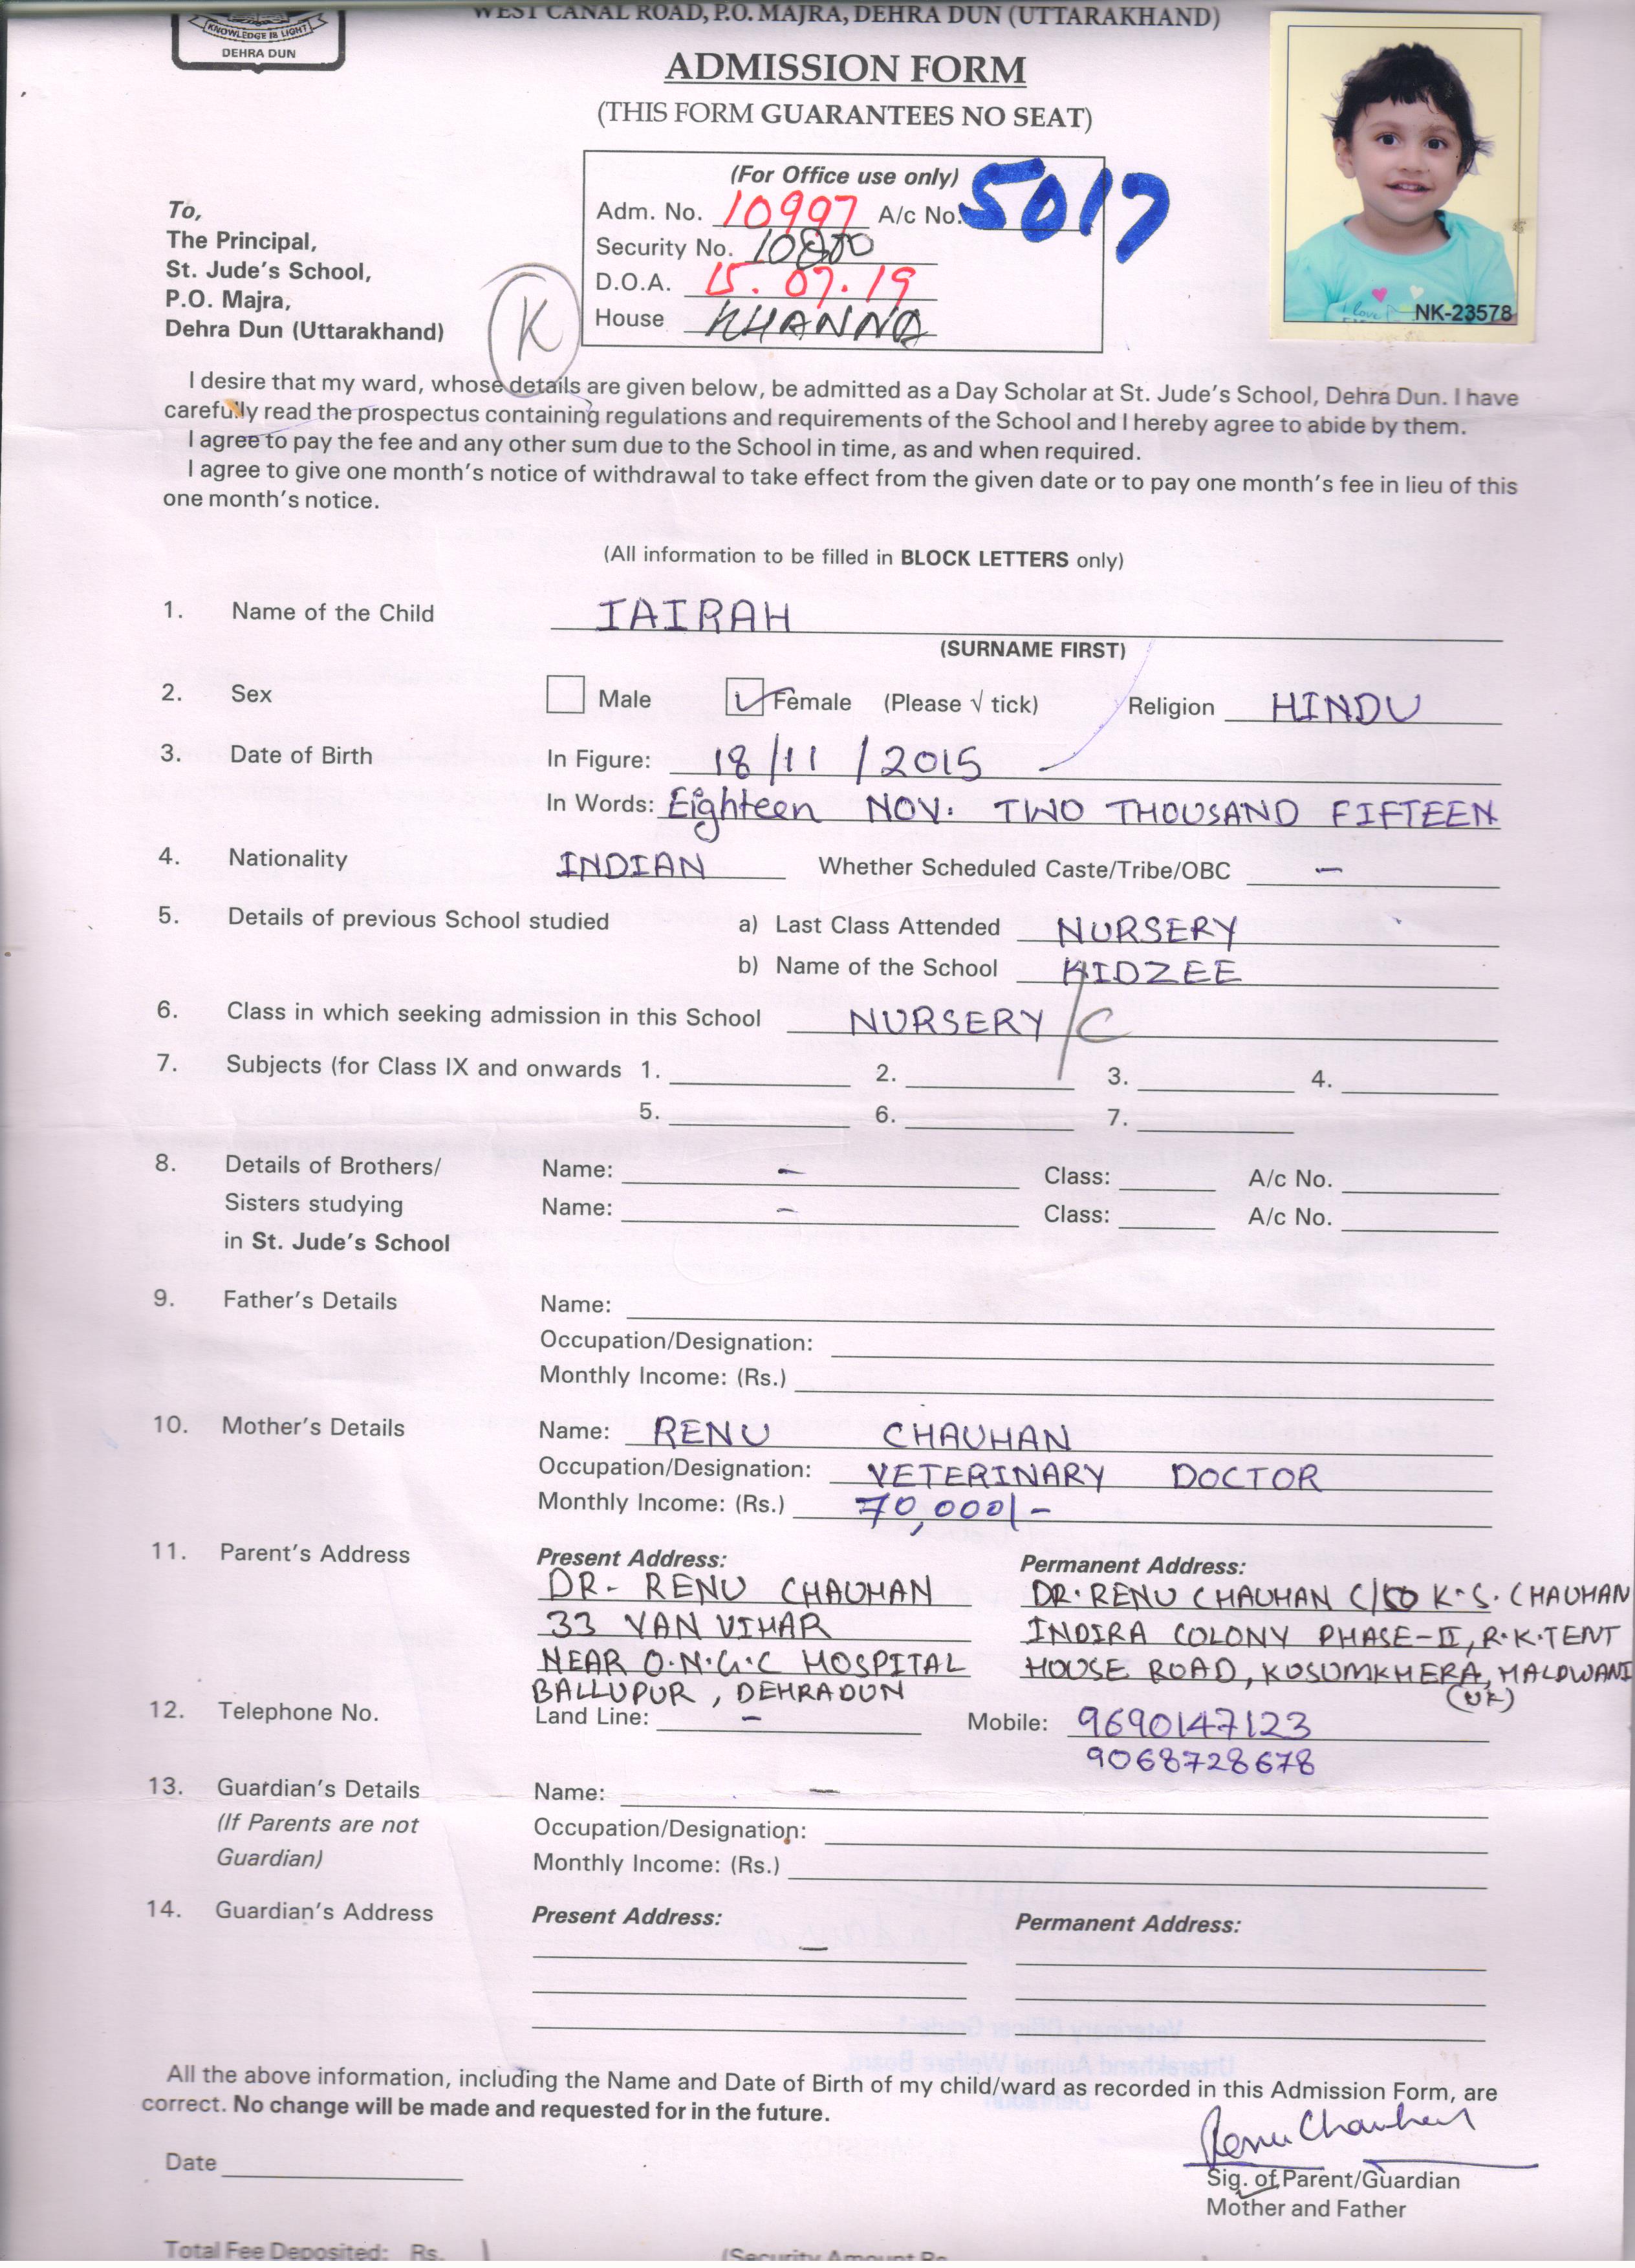 WEST CANAL ROAD, P.O. MAJRA, DEHRA DUN (UTTARAKHAND)
KNOWLEDGE IS LIGHT
DEHRA DUN
ADMISSION FORM
(THIS FORM GUARANTEES NO SEAT)
(For Office use only)
Adm. No. 10997 A/c No. 5017
Security No. 10800
D.O.A. 15.07.19
House KHANNA
NK-23578
To,
The Principal,
St. Jude's School,
P.O. Majra,
Dehra Dun (Uttarakhand)
K
I desire that my ward, whose details are given below, be admitted as a Day Scholar at St. Jude's School, Dehra Dun. I have
carefully read the prospectus containing regulations and requirements of the School and I hereby agree to abide by them.
I agree to pay the fee and any other sum due to the School in time, as and when required.
I agree to give one month's notice of withdrawal to take effect from the given date or to pay one month's fee in lieu of this
one month's notice.
(All information to be filled in BLOCK LETTERS only)
1. Name of the Child IAIRAH
(SURNAME FIRST)
2. Sex Male Female (Please √ tick) Religion HINDU
3. Date of Birth In Figure: 18/11/2015
In Words: Eighteen NOV. TWO THOUSAND FIFTEEN
4. Nationality INDIAN Whether Scheduled Caste/Tribe/OBC -
5. Details of previous School studied a) Last Class Attended NURSERY
b) Name of the School KIDZEE
6. Class in which seeking admission in this School NURSERY/C
7. Subjects (for Class IX and onwards 1. 2. 3. 4.
5. 6. 7.
8. Details of Brothers/ Name: - Class: A/c No.
Sisters studying Name: - Class: A/c No.
in St. Jude's School
9. Father's Details Name:
Occupation/Designation:
Monthly Income: (Rs.)
10. Mother's Details Name: RENU CHAUHAN
Occupation/Designation: VETERINARY DOCTOR
Monthly Income: (Rs.) 70,000/-
11. Parent's Address Present Address: Permanent Address:
DR. RENU CHAUHAN DR. RENU CHAUHAN C/O K.S. CHAUHAN
33 VAN VIHAR INDIRA COLONY PHASE-II, R.K.TENT
NEAR O.N.G.C HOSPITAL HOUSE ROAD, KUSUMKHERA, HALDWANI
BALLUPUR, DEHRADUN (UK)
12. Telephone No. Land Line: - Mobile: 9690147123
9068728678
13. Guardian's Details Name: -
(If Parents are not Occupation/Designation:
Guardian) Monthly Income: (Rs.)
14. Guardian's Address Present Address: Permanent Address:
-
All the above information, including the Name and Date of Birth of my child/ward as recorded in this Admission Form, are
correct. No change will be made and requested for in the future.
Renu Chauhan
Date Sig. of Parent/Guardian
Mother and Father
Total Fee Deposited: Rs. (Security Amount Rs.